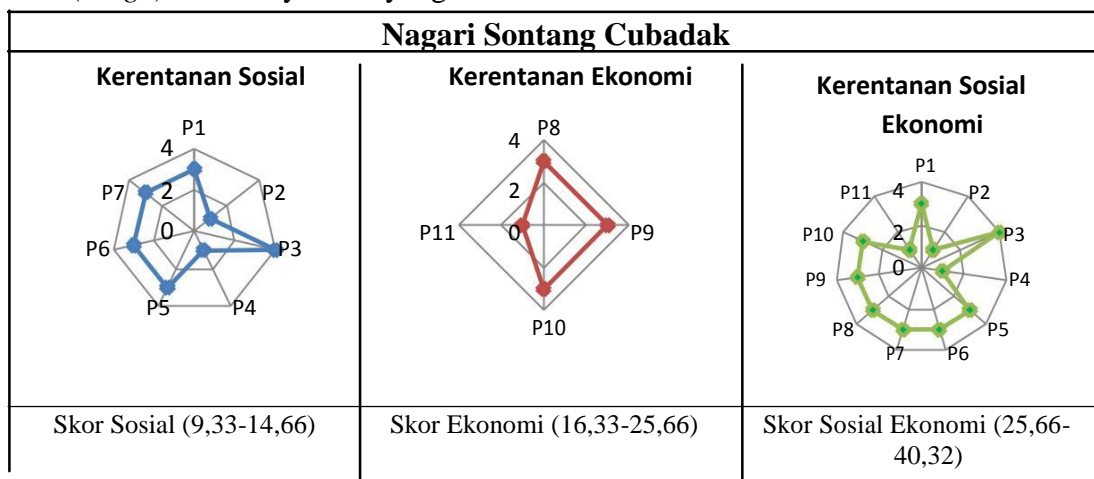 Nagari Sontang Cubadak
Kerentanan Sosial
P1
4
P7
2
P2
0
P6
P3
P5
P4
Kerentanan Ekonomi
P8
4
2
P11
0
P9
P10
Kerentanan Sosial
Ekonomi
P1
P11
4
P2
P10
2
P3
P9
0
P4
P8
P5
P7
P6
Skor Sosial (9,33-14,66)
Skor Ekonomi (16,33-25,66)
Skor Sosial Ekonomi (25,66-
40,32)